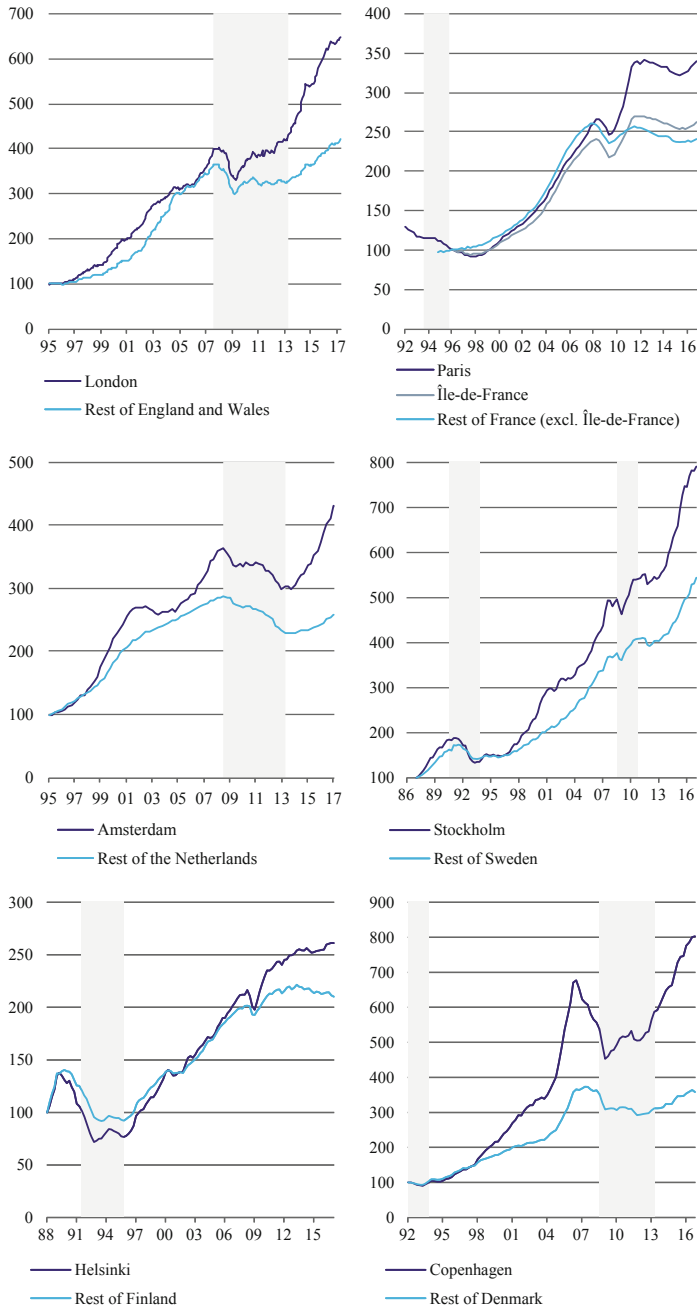 700
600
500
400
300
200
100
0
95 97 99 01 03 05 07 09 11 13 15 17
London
Rest of England and Wales
400
350
300
250
200
150
100
50
0
92 94 96 98 00 02 04 06 08 10 12 14 16
Paris
Île-de-France
Rest of France (excl. Île-de-France)
500
400
300
200
100
0
95 97 99 01 03 05 07 09 11 13 15 17
Amsterdam
Rest of the Netherlands
800
700
600
500
400
300
200
100
86 89 92 95 98 01 04 07 10 13 16
Stockholm
Rest of Sweden
300
250
200
150
100
50
0
88 91 94 97 00 03 06 09 12 15
Helsinki
Rest of Finland
900
800
700
600
500
400
300
200
100
0
92 95 98 01 04 07 10 13 16
Copenhagen
Rest of Denmark